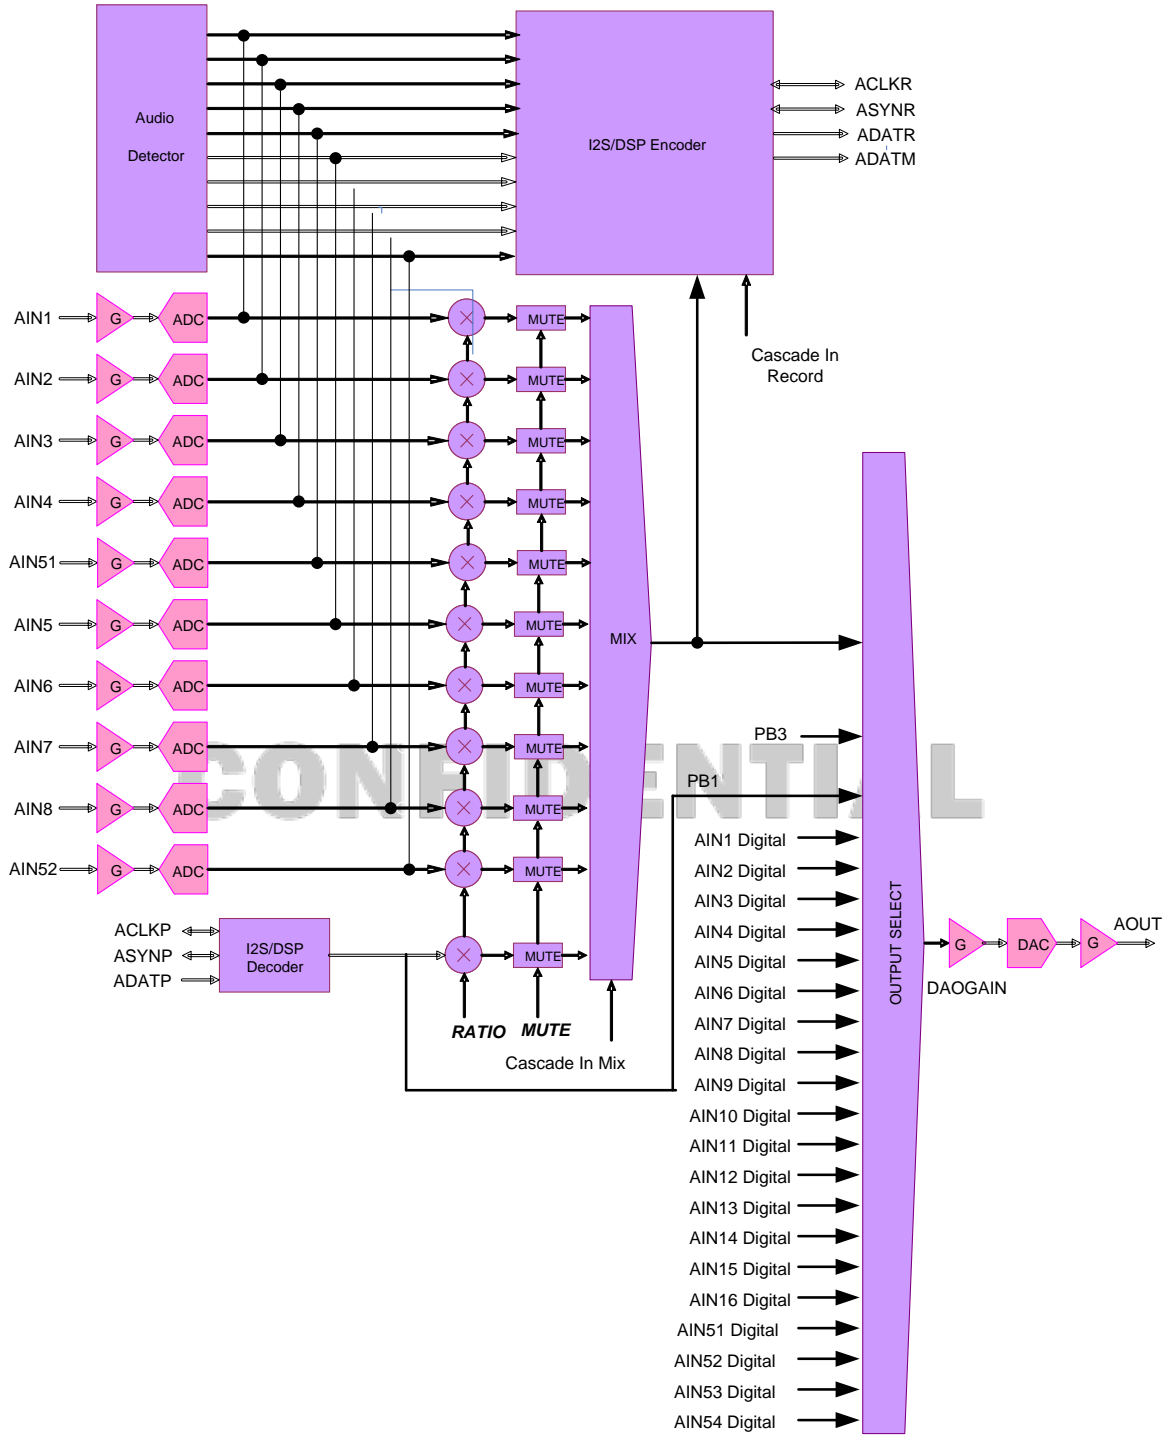 Audio
Detector
I2S/DSP Encoder
ACLKR
ASYNR
ADATR
ADATM
Cascade In
Record
AIN1 G ADC MUTE
AIN2 G ADC MUTE
AIN3 G ADC MUTE
AIN4 G ADC MUTE
AIN51 G ADC MUTE
AIN5 G ADC MUTE
AIN6 G ADC MUTE
AIN7 G ADC MUTE
AIN8 G ADC MUTE
AIN52 G ADC MUTE
MIX
CONFIDENTIAL
ACLKP
ASYNP
ADATP
I2S/DSP
Decoder
MUTE
RATIO MUTE
Cascade In Mix
PB3
PB1
AIN1 Digital
AIN2 Digital
AIN3 Digital
AIN4 Digital
AIN5 Digital
AIN6 Digital
AIN7 Digital
AIN8 Digital
AIN9 Digital
AIN10 Digital
AIN11 Digital
AIN12 Digital
AIN13 Digital
AIN14 Digital
AIN15 Digital
AIN16 Digital
AIN51 Digital
AIN52 Digital
AIN53 Digital
AIN54 Digital
OUTPUT SELECT
G DAC G
AOUT
DAOGAIN